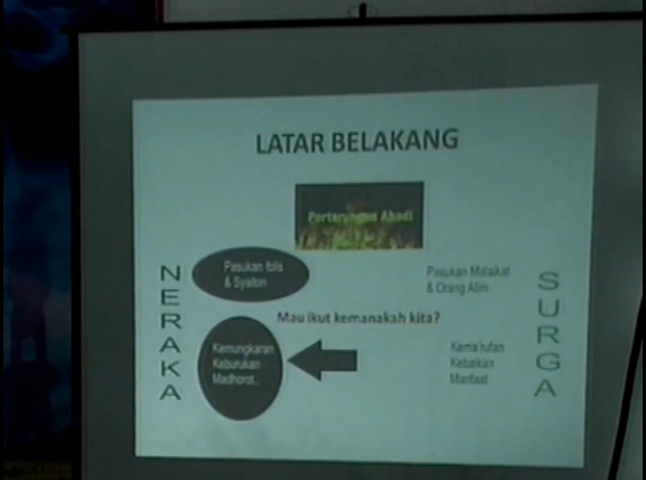 LATAR BELAKANG
Pertarungan Abadi
NERAKA
Pasukan Iblis
& Syaiton
Pasukan Malaikat
& Orang Alim
SURGA
Mau ikut kemanakah kita?
Kemungkaran
Keburukan
Madhorot..
Kema'rufan
Kebaikan
Manfaat